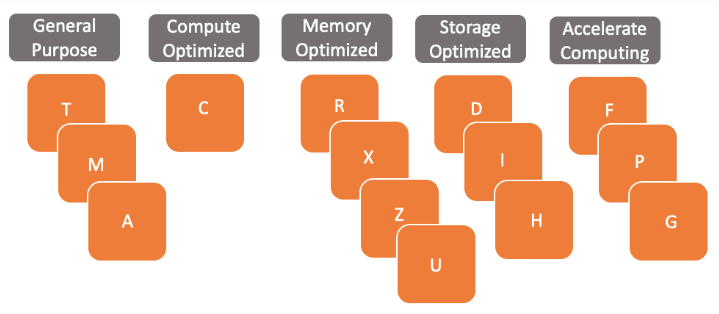 General
Purpose
Compute
Optimized
Memory
Optimized
Storage
Optimized
Accelerate
Computing
T
M
A
C
R
X
Z
U
D
I
H
F
P
G